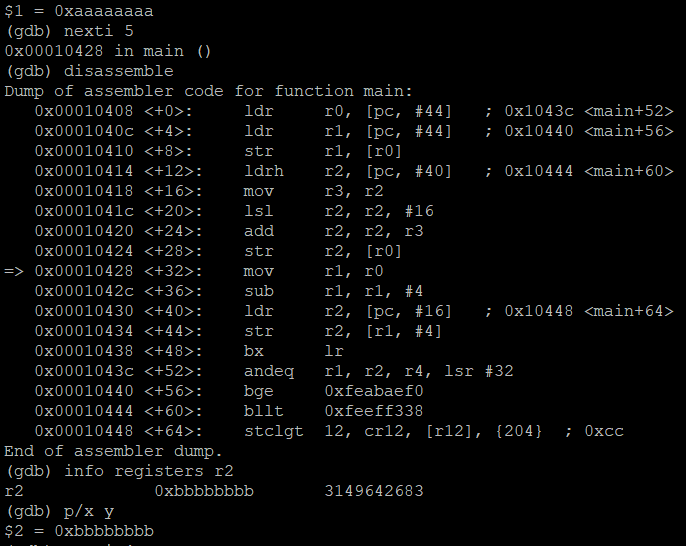 $1 = 0xaaaaaaaa
(gdb) nexti 5
0x00010428 in main ()
(gdb) disassemble
Dump of assembler code for function main:
   0x00010408 <+0>:     ldr     r0, [pc, #44]   ; 0x1043c <main+52>
   0x0001040c <+4>:     ldr     r1, [pc, #44]   ; 0x10440 <main+56>
   0x00010410 <+8>:     str     r1, [r0]
   0x00010414 <+12>:    ldrh    r2, [pc, #40]   ; 0x10444 <main+60>
   0x00010418 <+16>:    mov     r3, r2
   0x0001041c <+20>:    lsl     r2, r2, #16
   0x00010420 <+24>:    add     r2, r2, r3
   0x00010424 <+28>:    str     r2, [r0]
=> 0x00010428 <+32>:    mov     r1, r0
   0x0001042c <+36>:    sub     r1, r1, #4
   0x00010430 <+40>:    ldr     r2, [pc, #16]   ; 0x10448 <main+64>
   0x00010434 <+44>:    str     r2, [r1, #4]
   0x00010438 <+48>:    bx      lr
   0x0001043c <+52>:    andeq   r1, r2, r4, lsr #32
   0x00010440 <+56>:    bge     0xfeabaef0
   0x00010444 <+60>:    bllt    0xfeeff338
   0x00010448 <+64>:    stclgt  12, cr12, [r12], {204}  ; 0xcc
End of assembler dump.
(gdb) info registers r2
r2             0xbbbbbbbb       3149642683
(gdb) p/x y
$2 = 0xbbbbbbbb